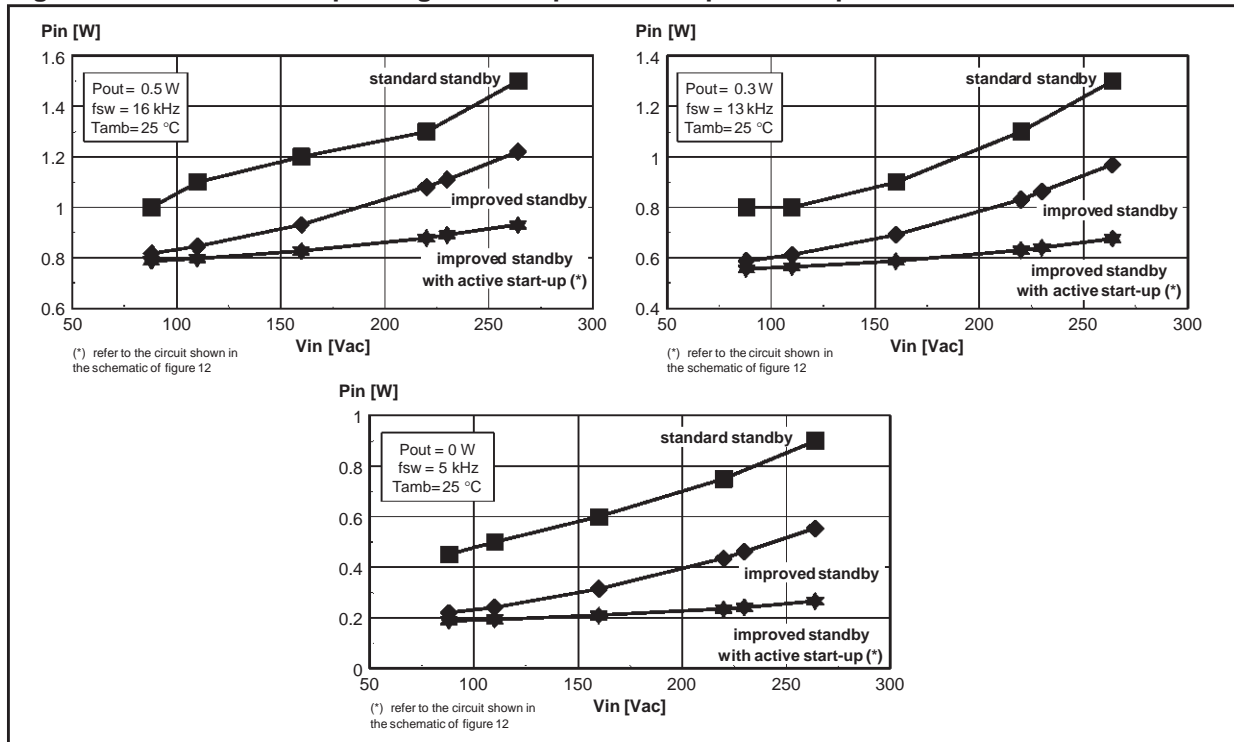 Pin [W]
1.6
1.4
1.2
1
0.8
0.6
Pout= 0.5 W
fsw = 16 kHz
Tamb= 25 °C
standard standby
improved standby
improved standby
with active start-up (*)
50
100
150
200
250
300
Vin [Vac]
(*) refer to the circuit shown in
the schematic of figure 12
Pin [W]
1.4
1.2
1
0.8
0.6
0.4
Pout= 0.3 W
fsw = 13 kHz
Tamb= 25 °C
standard standby
improved standby
improved standby
with active start-up (*)
50
100
150
200
250
300
Vin [Vac]
(*) refer to the circuit shown in
the schematic of figure 12
Pin [W]
1
0.8
0.6
0.4
0.2
0
Pout = 0 W
fsw = 5 kHz
Tamb= 25 °C
standard standby
improved standby
improved standby
with active start-up (*)
50
100
150
200
250
300
Vin [Vac]
(*) refer to the circuit shown in
the schematic of figure 12